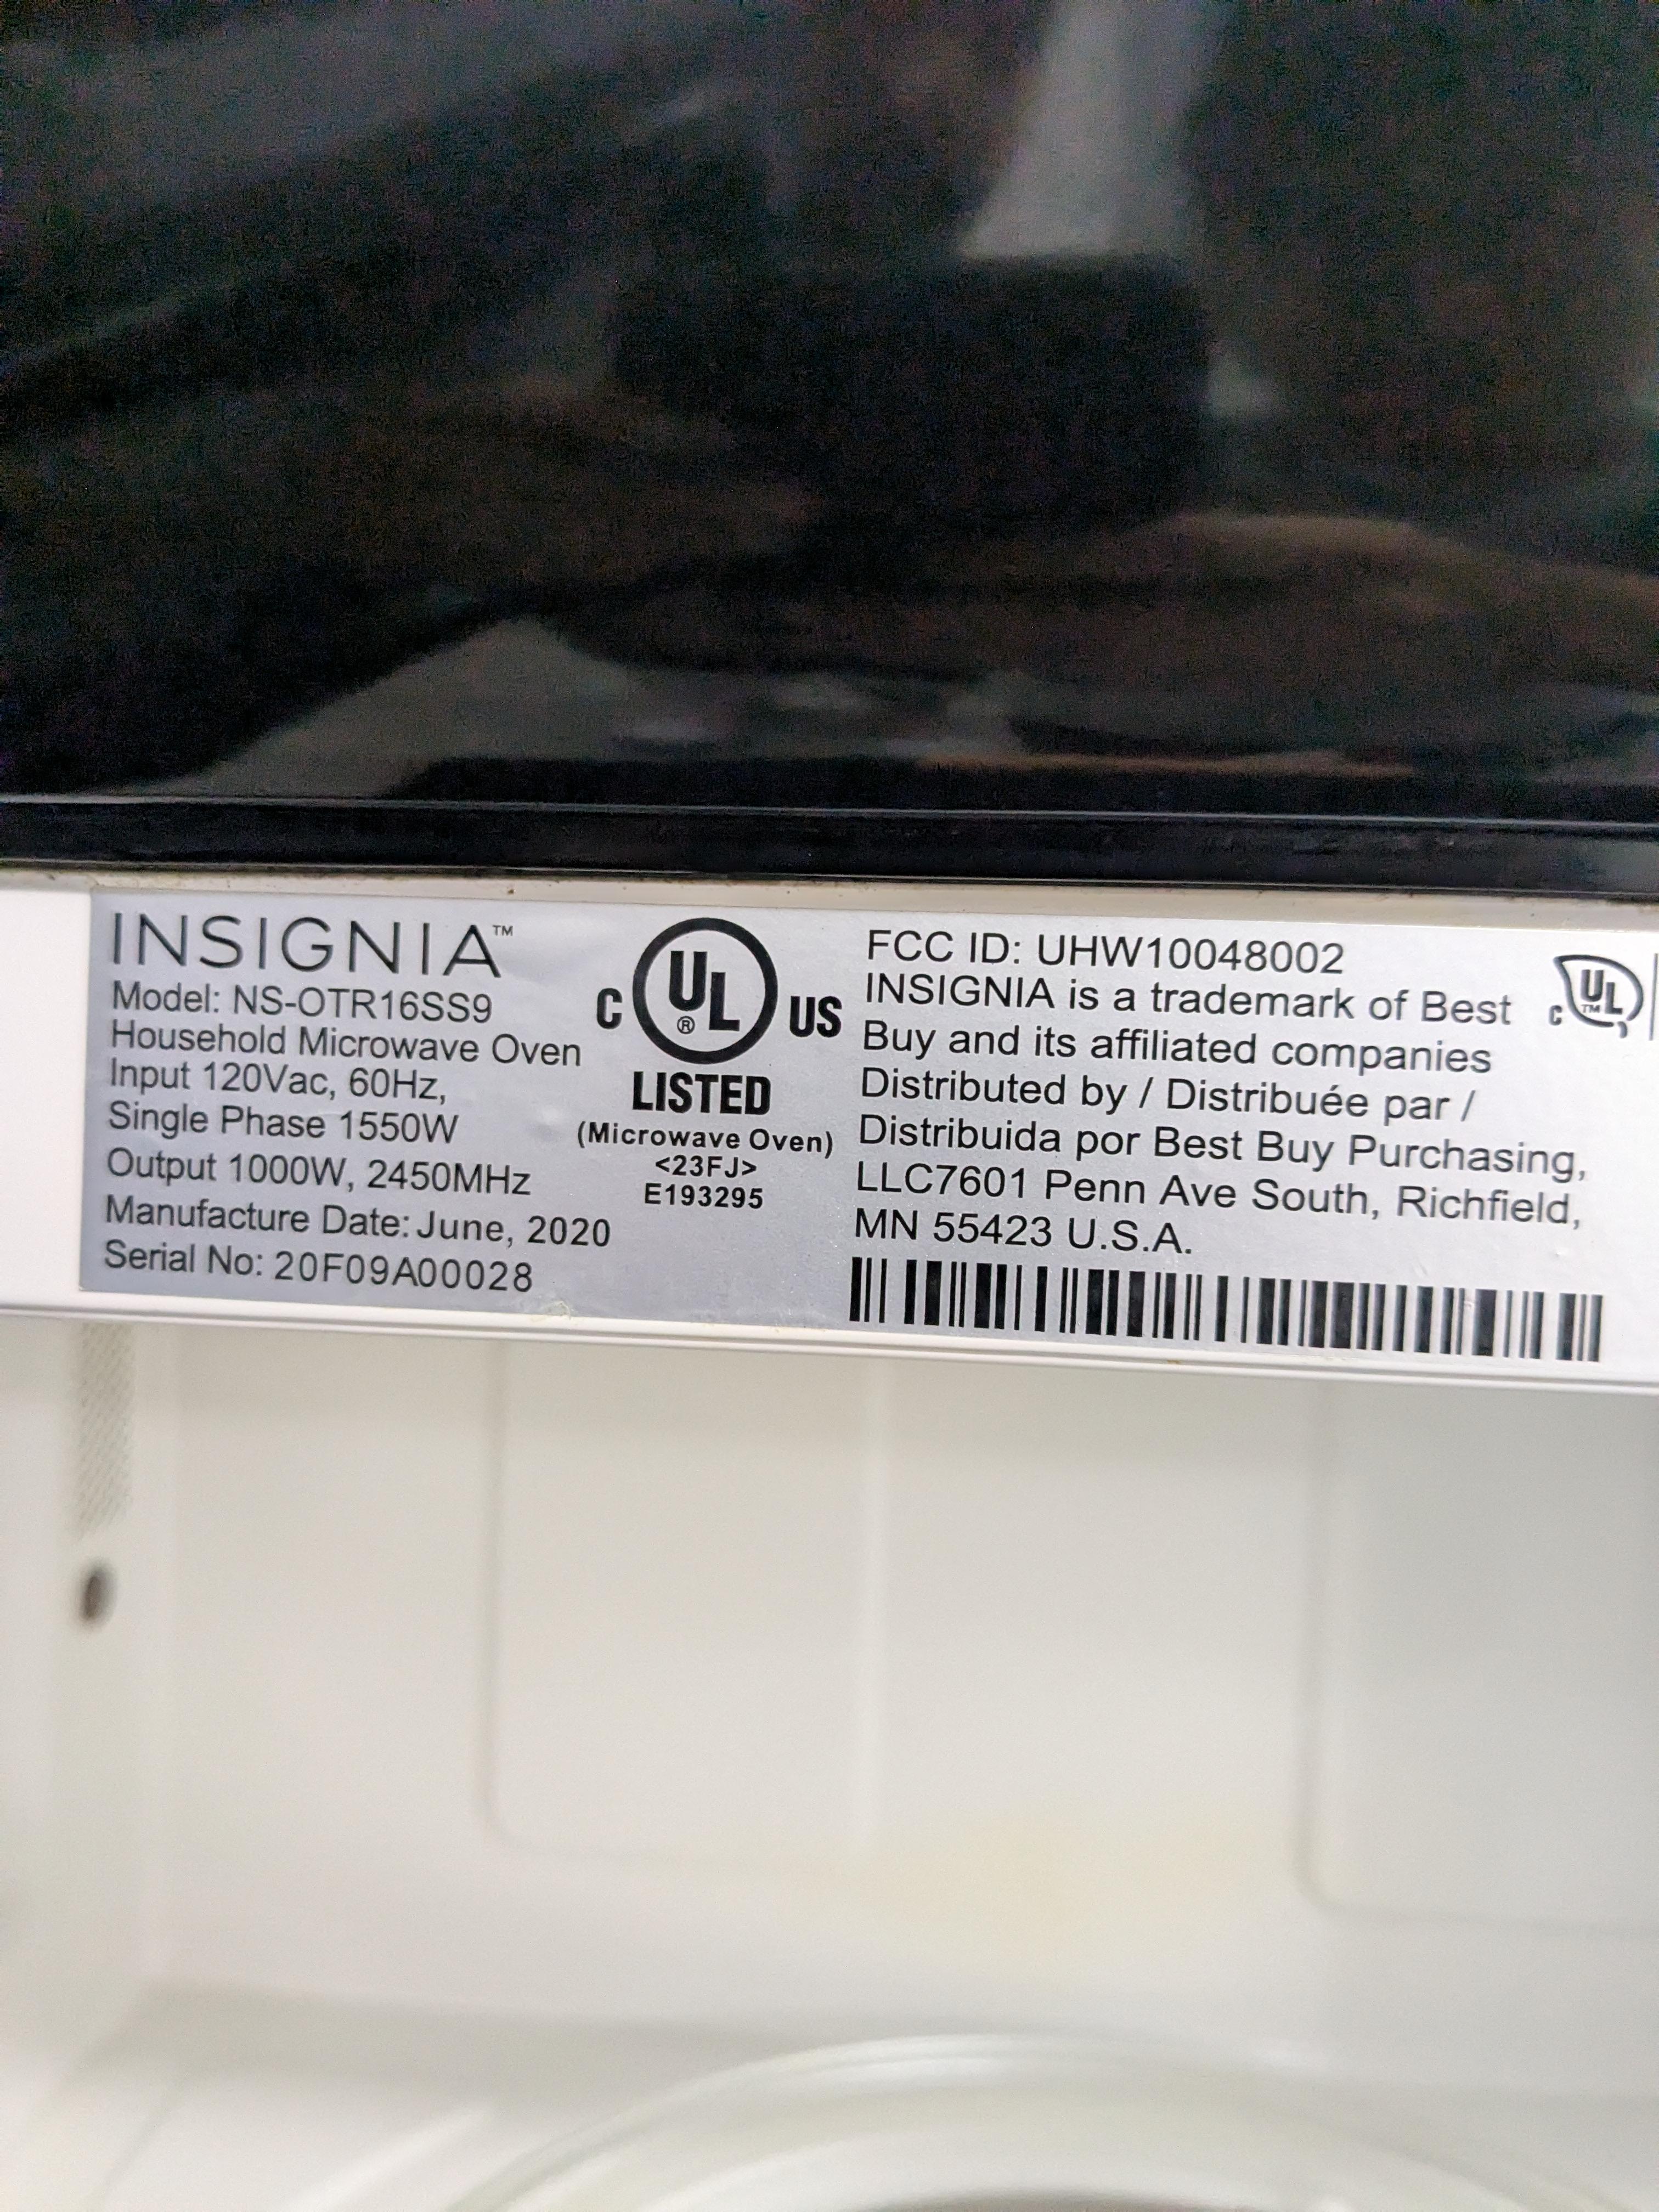 INSIGNIA™
Model: NS-OTR16SS9
Household Microwave Oven
Input 120Vac, 60Hz,
Single Phase 1550W
Output 1000W, 2450MHz
Manufacture Date: June, 2020
Serial No: 20F09A00028
C UL® US
LISTED
(Microwave Oven)
<23FJ>
E193295
FCC ID: UHW10048002
INSIGNIA is a trademark of Best
Buy and its affiliated companies
Distributed by / Distribuée par /
Distribuida por Best Buy Purchasing,
LLC7601 Penn Ave South, Richfield,
MN 55423 U.S.A.
c UL™